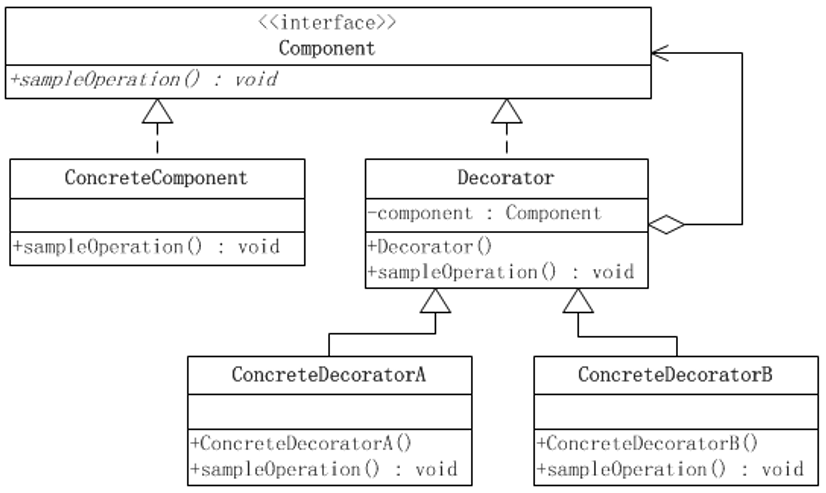 <<interface>>
Component
+sampleOperation() : void
ConcreteComponent
+sampleOperation() : void
Decorator
-component : Component
+Decorator()
+sampleOperation() : void
ConcreteDecoratorA
+ConcreteDecoratorA()
+sampleOperation() : void
ConcreteDecoratorB
+ConcreteDecoratorB()
+sampleOperation() : void